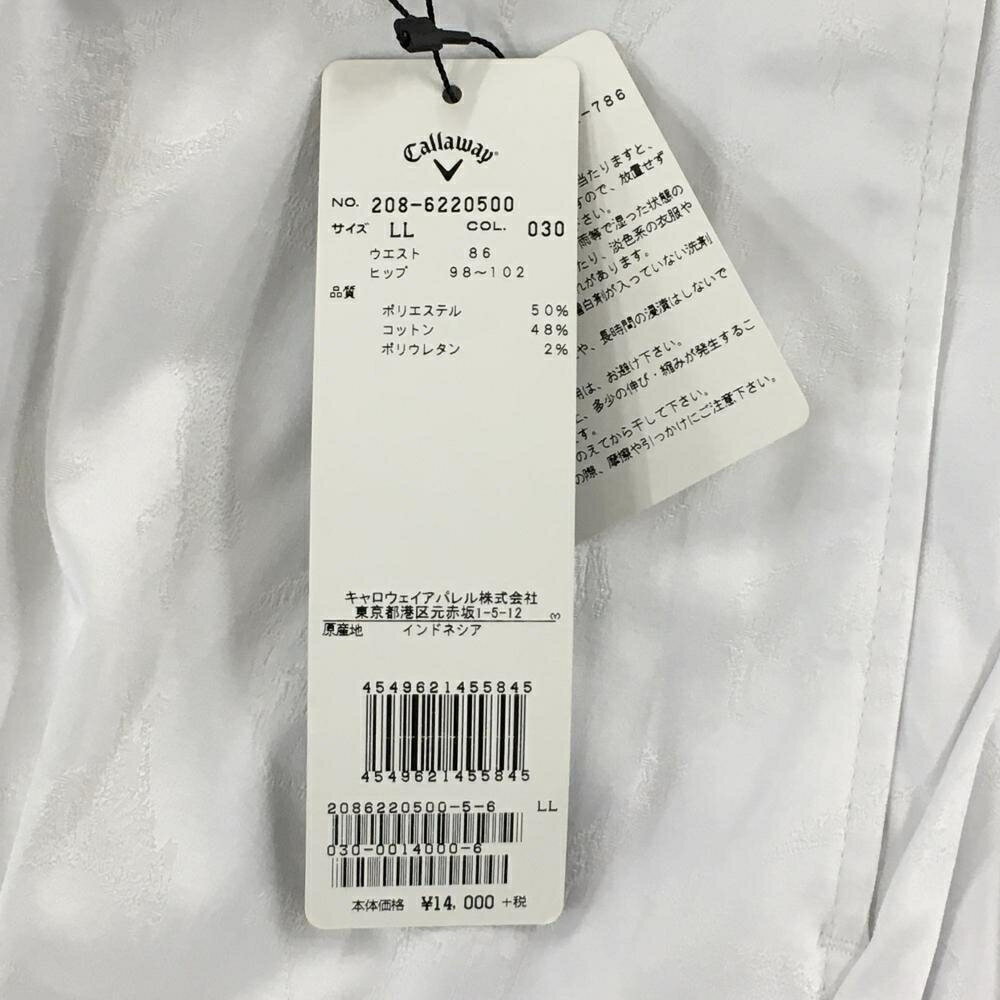 Callaway
NO. 208-6220500
サイズ LL COL. 030
ウエスト 86
ヒップ 98～102
品質
ポリエステル 50%
コットン 48%
ポリウレタン 2%
キャロウェイアパレル株式会社
東京都港区元赤坂1-5-12
原産地 インドネシア
4549621455845
4549621455845
2086220500-5-6 LL
030-0014000-6
本体価格 ¥14,000 +税
-786
当たりますと、
すので、放置せず
さい。
雨等で湿った状態の
たり、淡色系の衣服や
れがあります。
白剤が入っていない洗剤
や、長時間の浸漬はしないで
用は、お避け下さい。
、多少の伸び・縮みが発生するこ
す。
のえてから干して下さい。
の際、摩擦や引っかけにご注意下さい。